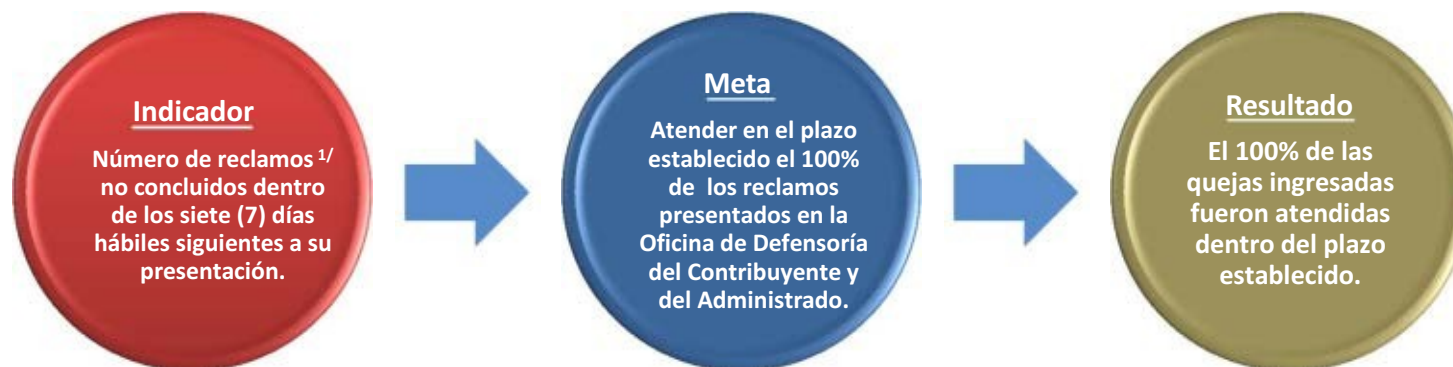 Indicador
Número de reclamos 1/
no concluidos dentro
de los siete (7) días
hábiles siguientes a su
presentación.
Meta
Atender en el plazo
establecido el 100%
de los reclamos
presentados en la
Oficina de Defensoría
del Contribuyente y
del Administrado.
Resultado
El 100% de las
quejas ingresadas
fueron atendidas
dentro del plazo
establecido.